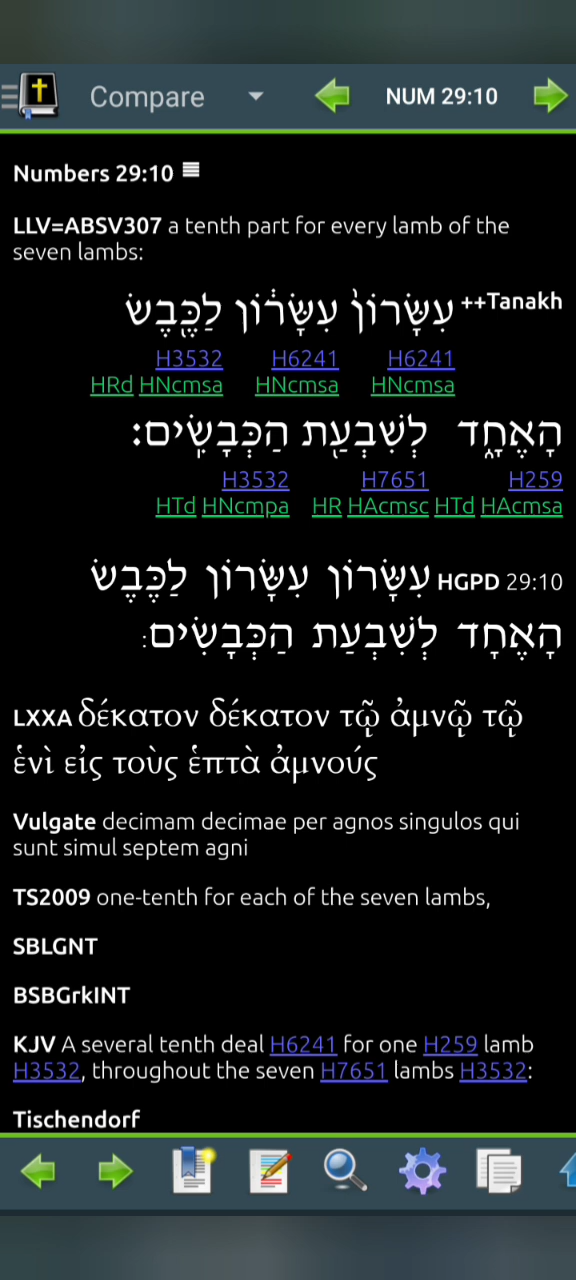 Compare
NUM 29:10
Numbers 29:10
LLV=ABSV307 a tenth part for every lamb of the
seven lambs:
++Tanakh עִשָּׂרוֹן֙ עִשָּׂר֔וֹן לַכֶּ֖בֶשׂ
H3532 H6241 H6241
HRd HNcmsa HNcmsa HNcmsa
הָאֶחָ֑ד לְשִׁבְעַ֖ת הַכְּבָשִֽׂים׃
H3532 H7651 H259
HTd HNcmpa HR HAcmsc HTd HAcmsa
HGPD 29:10 עִשָּׂרוֹן עִשָּׂרוֹן לַכֶּבֶשׂ
הָאֶחָד לְשִׁבְעַת הַכְּבָשִׂים׃
LXXA δέκατον δέκατον τῷ ἀμνῷ τῷ
ἑνὶ εἰς τοὺς ἑπτὰ ἀμνούς
Vulgate decimam decimae per agnos singulos qui
sunt simul septem agni
TS2009 one-tenth for each of the seven lambs,
SBLGNT
BSBGrkINT
KJV A several tenth deal H6241 for one H259 lamb
H3532, throughout the seven H7651 lambs H3532:
Tischendorf